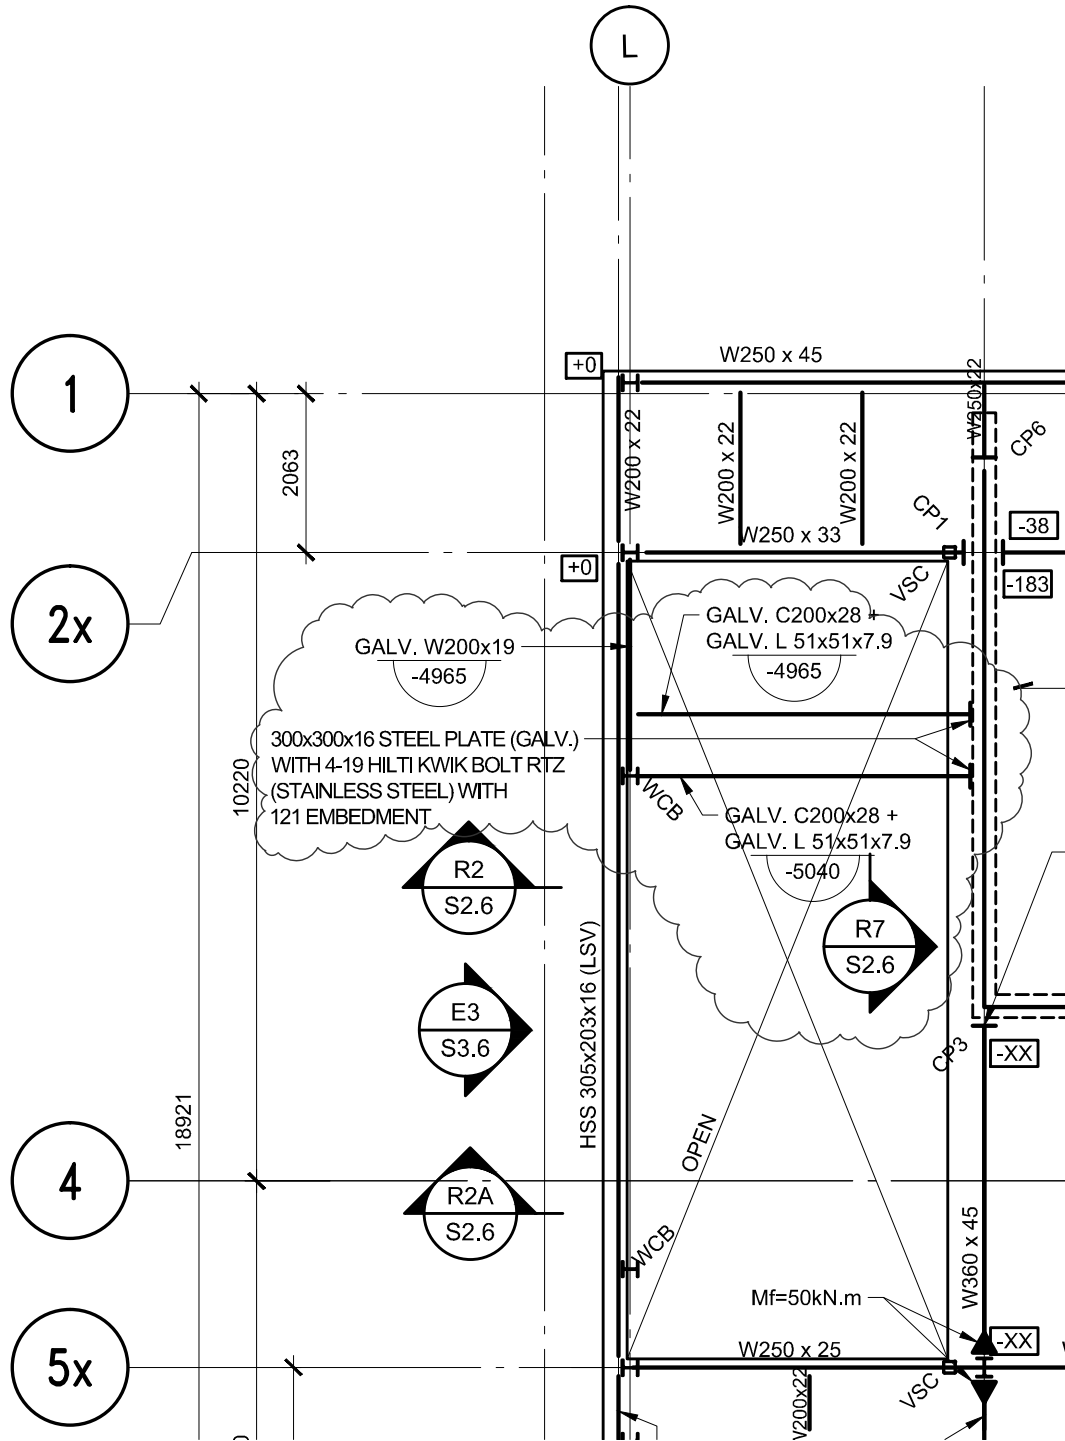 L
W250 x 45
+0
1
W250x22
CP6
W200 x 22
W200 x 22
W200 x 22
2063
CP1
-38
W250 x 33
+0
VSC
-183
2x
GALV. C200x28 +
GALV. L 51x51x7.9
-4965
GALV. W200x19
-4965
300x300x16 STEEL PLATE (GALV.)
WITH 4-19 HILTI KWIK BOLT RTZ
(STAINLESS STEEL) WITH
121 EMBEDMENT
10220
WCB
GALV. C200x28 +
GALV. L 51x51x7.9
-5040
R2
S2.6
R7
S2.6
HSS 305x203x16 (LSV)
E3
S3.6
CP3
-XX
18921
OPEN
4
R2A
S2.6
WCB
W360 x 45
Mf=50kN.m
-XX
W250 x 25
5x
VSC
W200x22